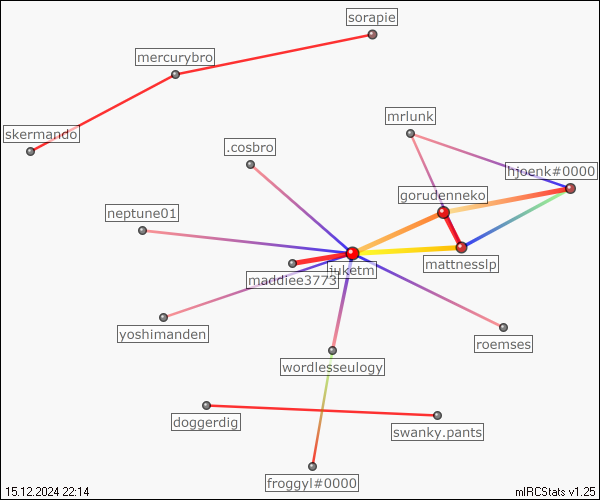 sorapie
mercurybro
skermando
mrlunk
.cosbro
hjoenk#0000
gorudenneko
neptune01
mattnesslp
juketm
maddiee3773
yoshimanden
roemses
wordlesseulogy
doggerdig
swanky.pants
froggyl#0000
15.12.2024 22:14
mIRCStats v1.25